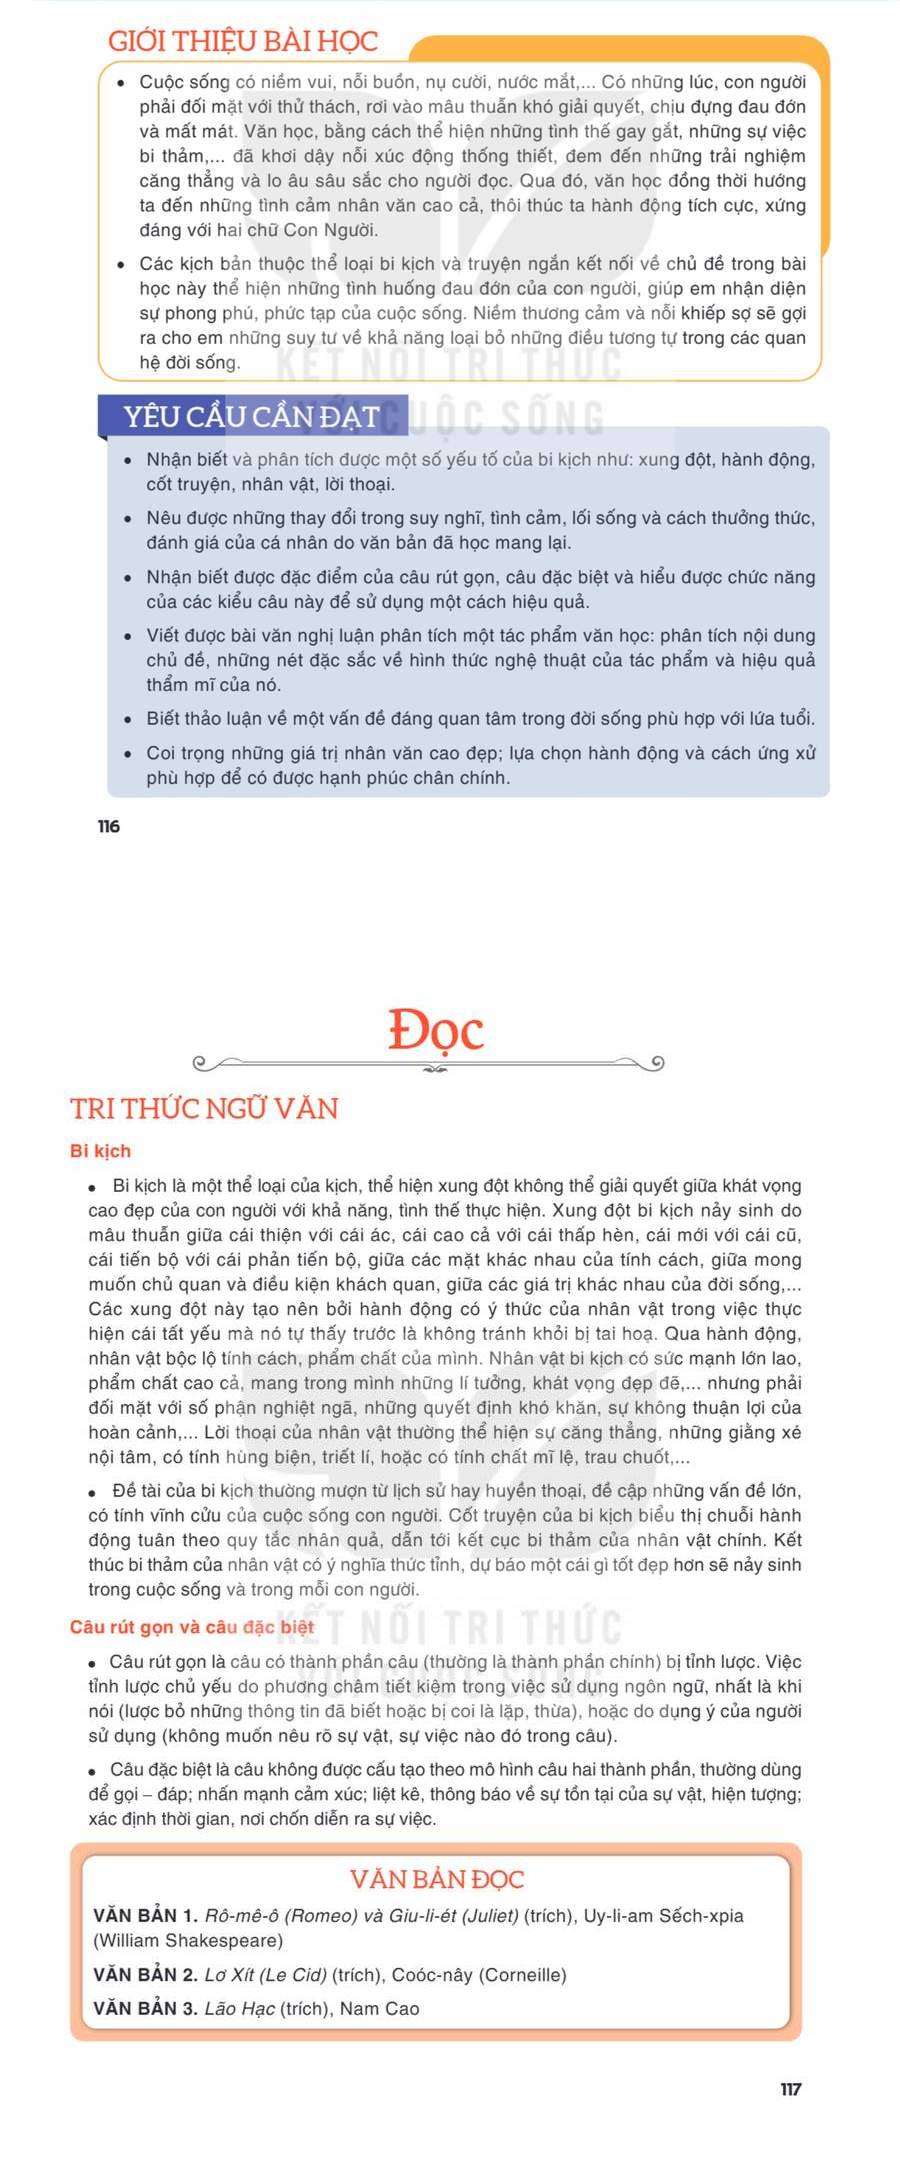 GIỚI THIỆU BÀI HỌC
• Cuộc sống có niềm vui, nỗi buồn, nụ cười, nước mắt,... Có những lúc, con người
phải đối mặt với thử thách, rơi vào mâu thuẫn khó giải quyết, chịu đựng đau đớn
và mất mát. Văn học, bằng cách thể hiện những tình thế gay gắt, những sự việc
bi thảm,... đã khơi dậy nỗi xúc động thống thiết, đem đến những trải nghiệm
căng thẳng và lo âu sâu sắc cho người đọc. Qua đó, văn học đồng thời hướng
ta đến những tình cảm nhân văn cao cả, thôi thúc ta hành động tích cực, xứng
đáng với hai chữ Con Người.
• Các kịch bản thuộc thể loại bi kịch và truyện ngắn kết nối về chủ đề trong bài
học này thể hiện những tình huống đau đớn của con người, giúp em nhận diện
sự phong phú, phức tạp của cuộc sống. Niềm thương cảm và nỗi khiếp sợ sẽ gợi
ra cho em những suy tư về khả năng loại bỏ những điều tương tự trong các quan
hệ đời sống.
KẾT NỐI TRI THỨC
VỚI CUỘC SỐNG
YÊU CẦU CẦN ĐẠT
• Nhận biết và phân tích được một số yếu tố của bi kịch như: xung đột, hành động,
cốt truyện, nhân vật, lời thoại.
• Nêu được những thay đổi trong suy nghĩ, tình cảm, lối sống và cách thưởng thức,
đánh giá của cá nhân do văn bản đã học mang lại.
• Nhận biết được đặc điểm của câu rút gọn, câu đặc biệt và hiểu được chức năng
của các kiểu câu này để sử dụng một cách hiệu quả.
• Viết được bài văn nghị luận phân tích một tác phẩm văn học: phân tích nội dung
chủ đề, những nét đặc sắc về hình thức nghệ thuật của tác phẩm và hiệu quả
thẩm mĩ của nó.
• Biết thảo luận về một vấn đề đáng quan tâm trong đời sống phù hợp với lứa tuổi.
• Coi trọng những giá trị nhân văn cao đẹp; lựa chọn hành động và cách ứng xử
phù hợp để có được hạnh phúc chân chính.
116
Đọc
TRI THỨC NGỮ VĂN
Bi kịch
• Bi kịch là một thể loại của kịch, thể hiện xung đột không thể giải quyết giữa khát vọng
cao đẹp của con người với khả năng, tình thế thực hiện. Xung đột bi kịch nảy sinh do
mâu thuẫn giữa cái thiện với cái ác, cái cao cả với cái thấp hèn, cái mới với cái cũ,
cái tiến bộ với cái phản tiến bộ, giữa các mặt khác nhau của tính cách, giữa mong
muốn chủ quan và điều kiện khách quan, giữa các giá trị khác nhau của đời sống,...
Các xung đột này tạo nên bởi hành động có ý thức của nhân vật trong việc thực
hiện cái tất yếu mà nó tự thấy trước là không tránh khỏi bị tai hoạ. Qua hành động,
nhân vật bộc lộ tính cách, phẩm chất của mình. Nhân vật bi kịch có sức mạnh lớn lao,
phẩm chất cao cả, mang trong mình những lí tưởng, khát vọng đẹp đẽ,... nhưng phải
đối mặt với số phận nghiệt ngã, những quyết định khó khăn, sự không thuận lợi của
hoàn cảnh,... Lời thoại của nhân vật thường thể hiện sự căng thẳng, những giằng xé
nội tâm, có tính hùng biện, triết lí, hoặc có tính chất mĩ lệ, trau chuốt,...
• Đề tài của bi kịch thường mượn từ lịch sử hay huyền thoại, đề cập những vấn đề lớn,
có tính vĩnh cửu của cuộc sống con người. Cốt truyện của bi kịch biểu thị chuỗi hành
động tuân theo quy tắc nhân quả, dẫn tới kết cục bi thảm của nhân vật chính. Kết
thúc bi thảm của nhân vật có ý nghĩa thức tỉnh, dự báo một cái gì tốt đẹp hơn sẽ nảy sinh
trong cuộc sống và trong mỗi con người.
KẾT NỐI TRI THỨC
VỚI CUỘC SỐNG
Câu rút gọn và câu đặc biệt
• Câu rút gọn là câu có thành phần câu (thường là thành phần chính) bị tỉnh lược. Việc
tỉnh lược chủ yếu do phương châm tiết kiệm trong việc sử dụng ngôn ngữ, nhất là khi
nói (lược bỏ những thông tin đã biết hoặc bị coi là lặp, thừa), hoặc do dụng ý của người
sử dụng (không muốn nêu rõ sự vật, sự việc nào đó trong câu).
• Câu đặc biệt là câu không được cấu tạo theo mô hình câu hai thành phần, thường dùng
để gọi – đáp; nhấn mạnh cảm xúc; liệt kê, thông báo về sự tồn tại của sự vật, hiện tượng;
xác định thời gian, nơi chốn diễn ra sự việc.
VĂN BẢN ĐỌC
VĂN BẢN 1. Rô-mê-ô (Romeo) và Giu-li-ét (Juliet) (trích), Uy-li-am Sếch-xpia
(William Shakespeare)
VĂN BẢN 2. Lơ Xít (Le Cid) (trích), Coóc-nây (Corneille)
VĂN BẢN 3. Lão Hạc (trích), Nam Cao
117